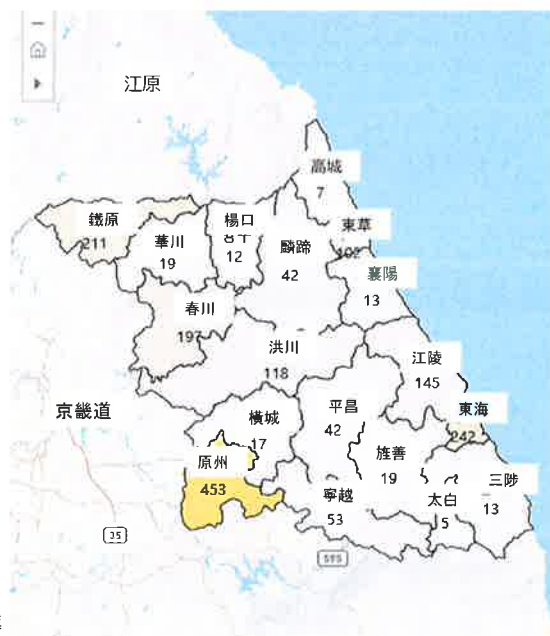 江原
高城
7
鐵原
211
楊口
12
東草
102
華川
19
麟蹄
42
襄陽
13
春川
197
洪川
118
江陵
145
京畿道
橫城
17
平昌
42
東海
242
原州
453
旌善
19
寧越
53
太白
5
三陟
13
35
595